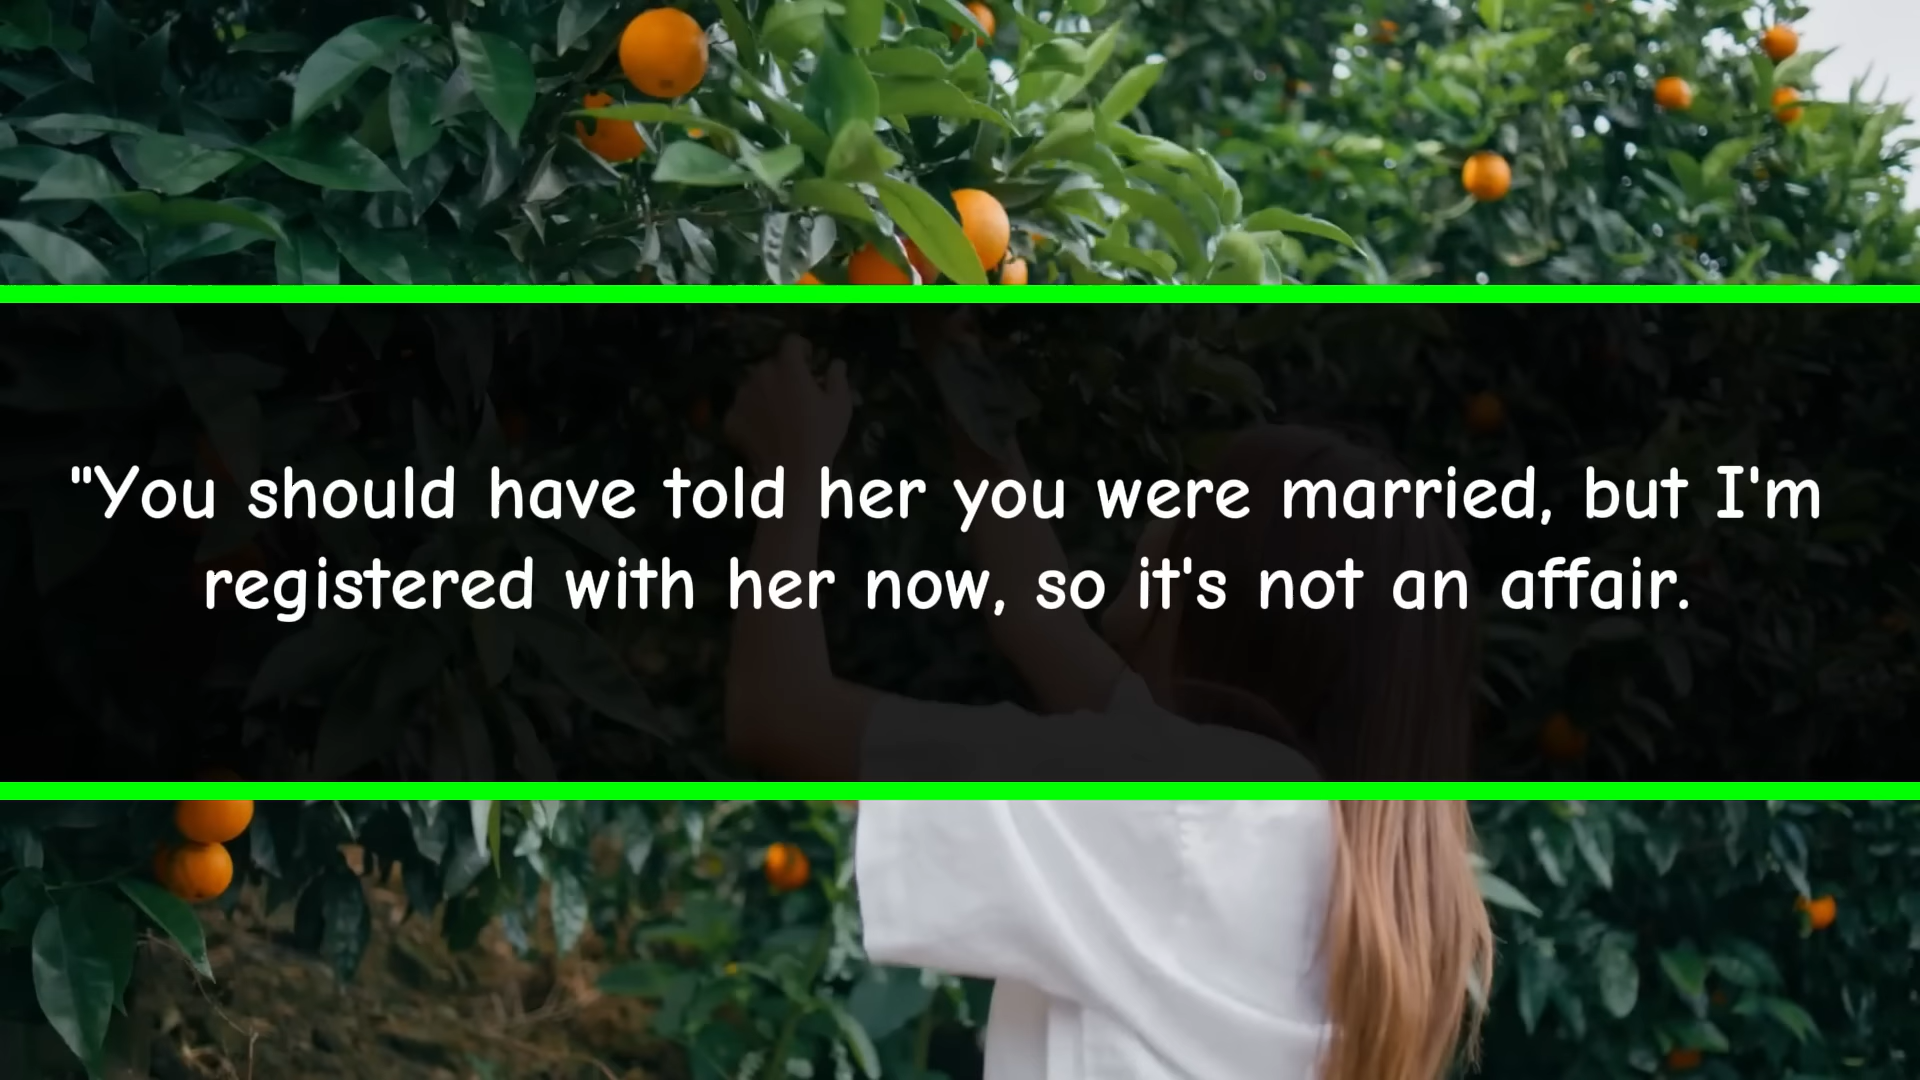 "You should have told her you were married, but I'm
registered with her now, so it's not an affair.